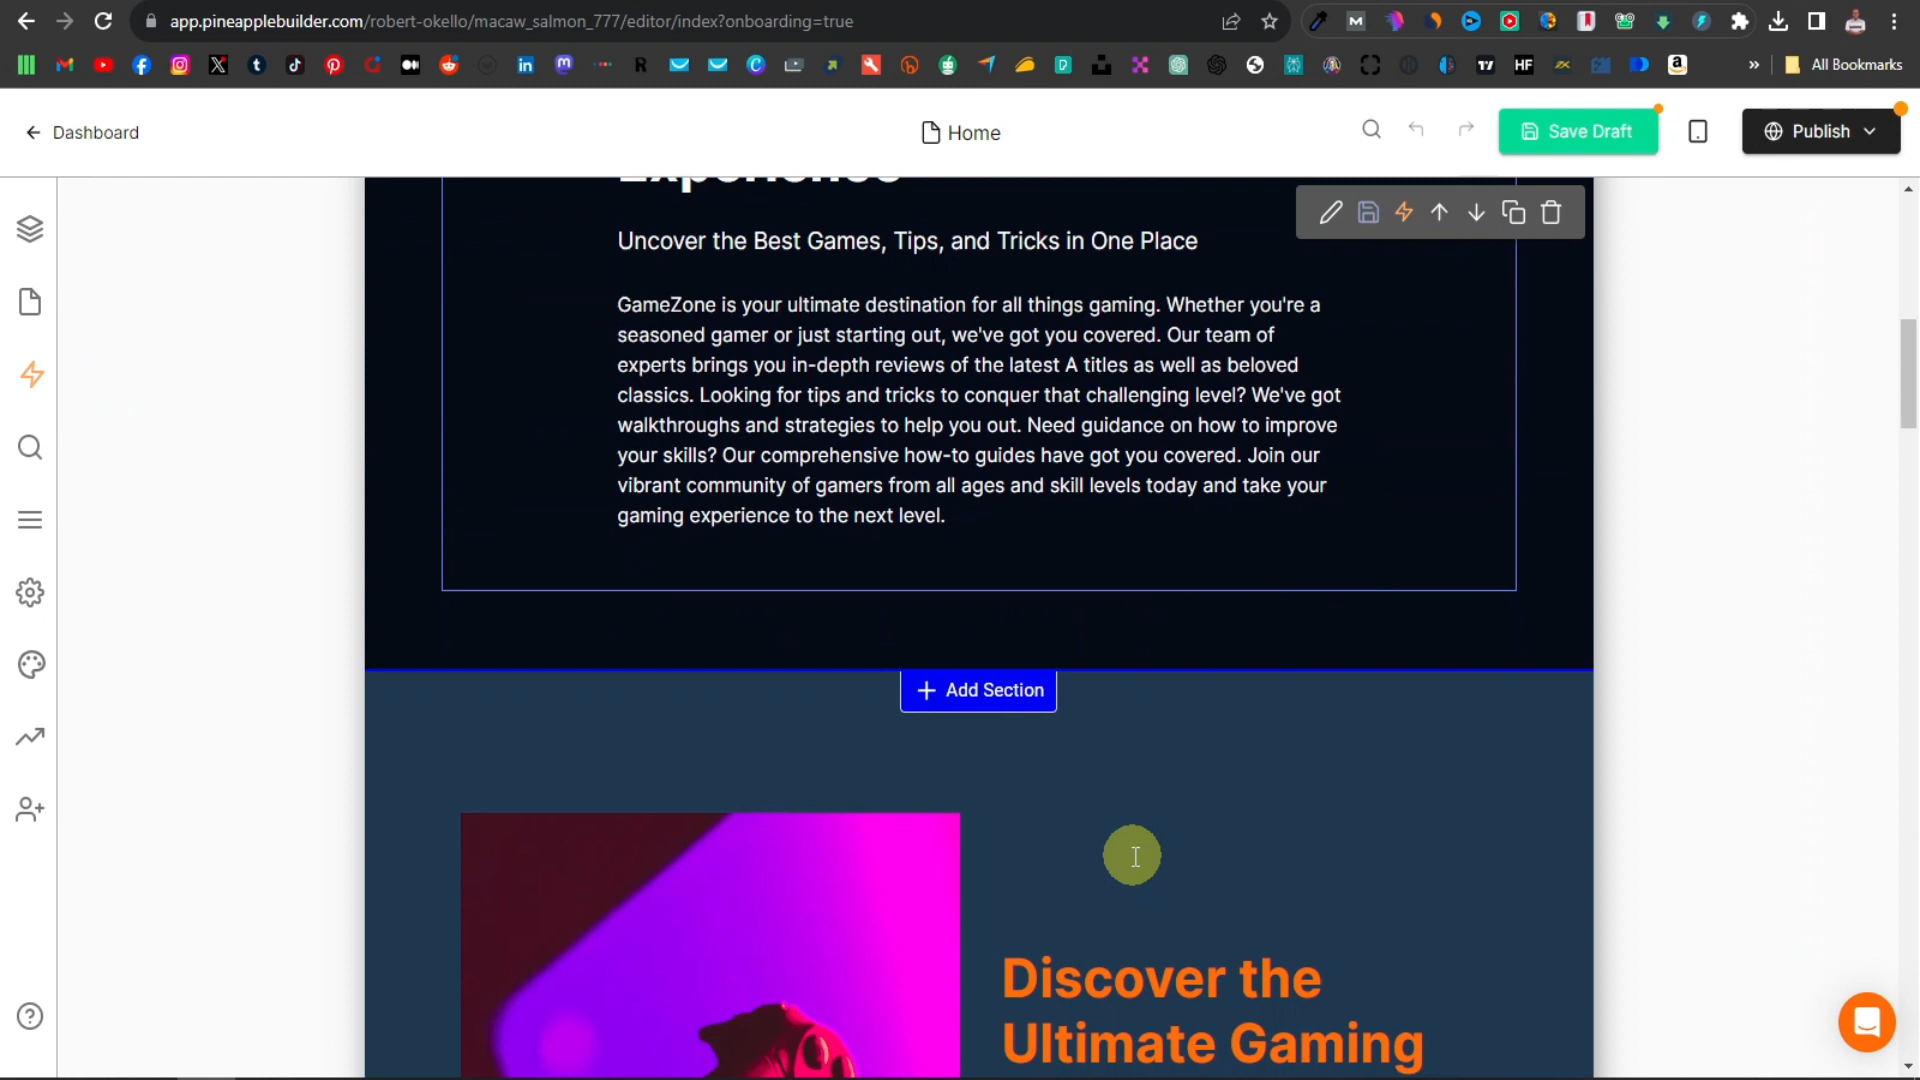 app.pineapplebuilder.com/robert-okello/macaw_salmon_777/editor/index?onboarding=true
All Bookmarks
Dashboard
Home
Save Draft
Publish
Experience
Uncover the Best Games, Tips, and Tricks in One Place
GameZone is your ultimate destination for all things gaming. Whether you're a
seasoned gamer or just starting out, we've got you covered. Our team of
experts brings you in-depth reviews of the latest A titles as well as beloved
classics. Looking for tips and tricks to conquer that challenging level? We've got
walkthroughs and strategies to help you out. Need guidance on how to improve
your skills? Our comprehensive how-to guides have got you covered. Join our
vibrant community of gamers from all ages and skill levels today and take your
gaming experience to the next level.
+ Add Section
Discover the
Ultimate Gaming